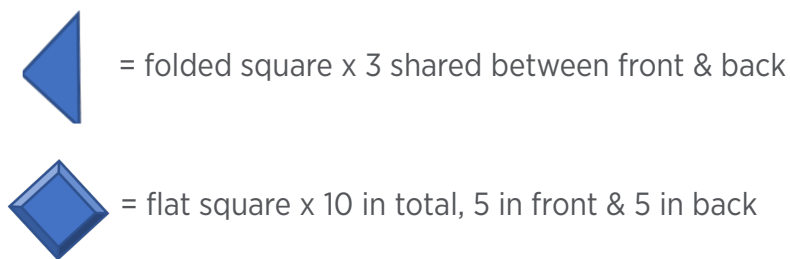 = folded square x 3 shared between front & back
= flat square x 10 in total, 5 in front & 5 in back